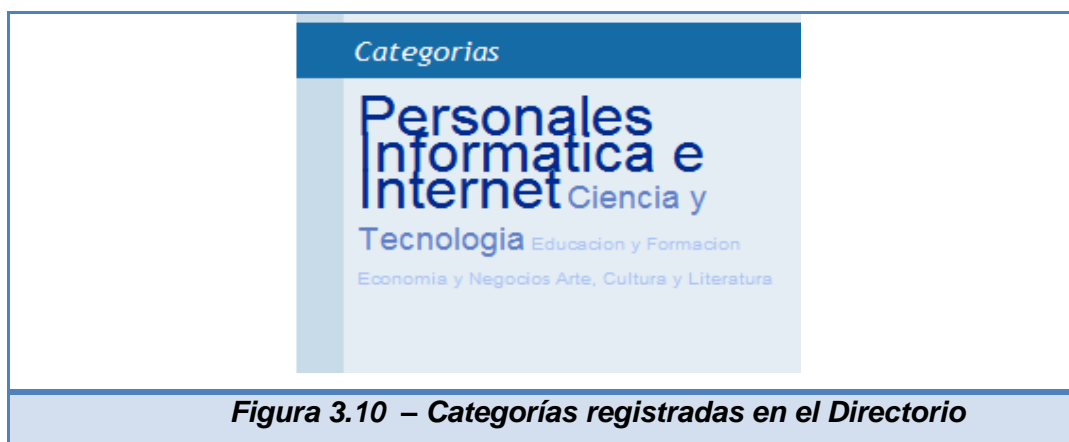 Categorias
Personales
Informatica e
Internet Ciencia y
Tecnologia Educacion y Formacion
Economia y Negocios Arte, Cultura y Literatura
Figura 3.10 – Categorías registradas en el Directorio